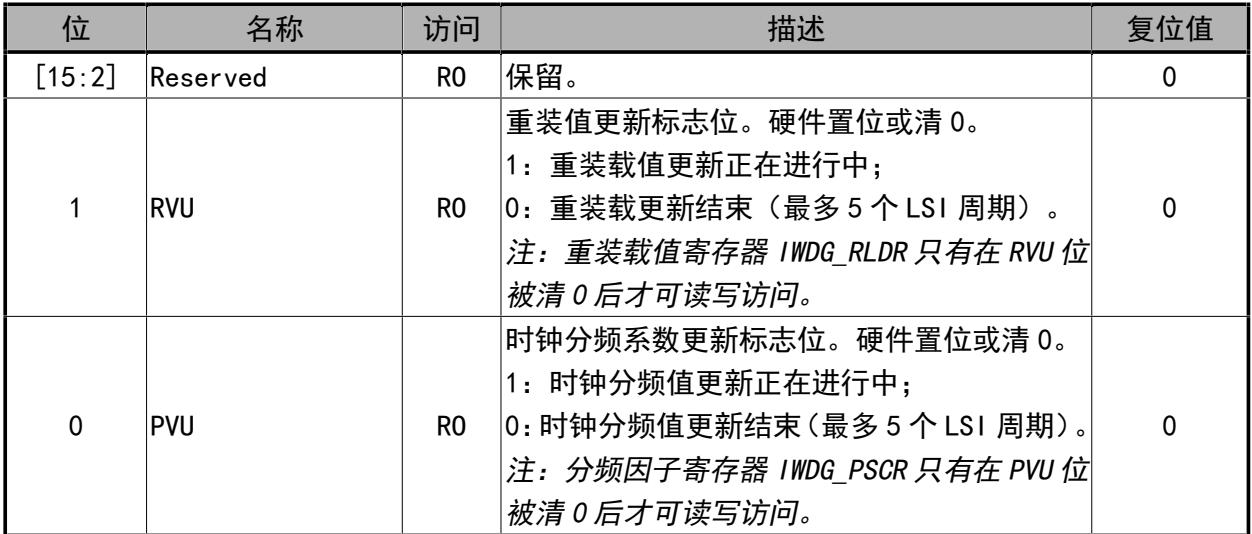 位 名称 访问 描述 复位值
[15:2] Reserved RO 保留。 0
重装值更新标志位。硬件置位或清 0。
1：重装载值更新正在进行中；
1 RVU RO 0：重装载更新结束（最多 5 个 LSI 周期）。 0
注：重装载值寄存器 IWDG_RLDR 只有在 RVU 位
被清 0 后才可读写访问。
时钟分频系数更新标志位。硬件置位或清 0。
1：时钟分频值更新正在进行中；
0 PVU RO 0：时钟分频值更新结束（最多 5 个 LSI 周期）。 0
注：分频因子寄存器 IWDG_PSCR 只有在 PVU 位
被清 0 后才可读写访问。